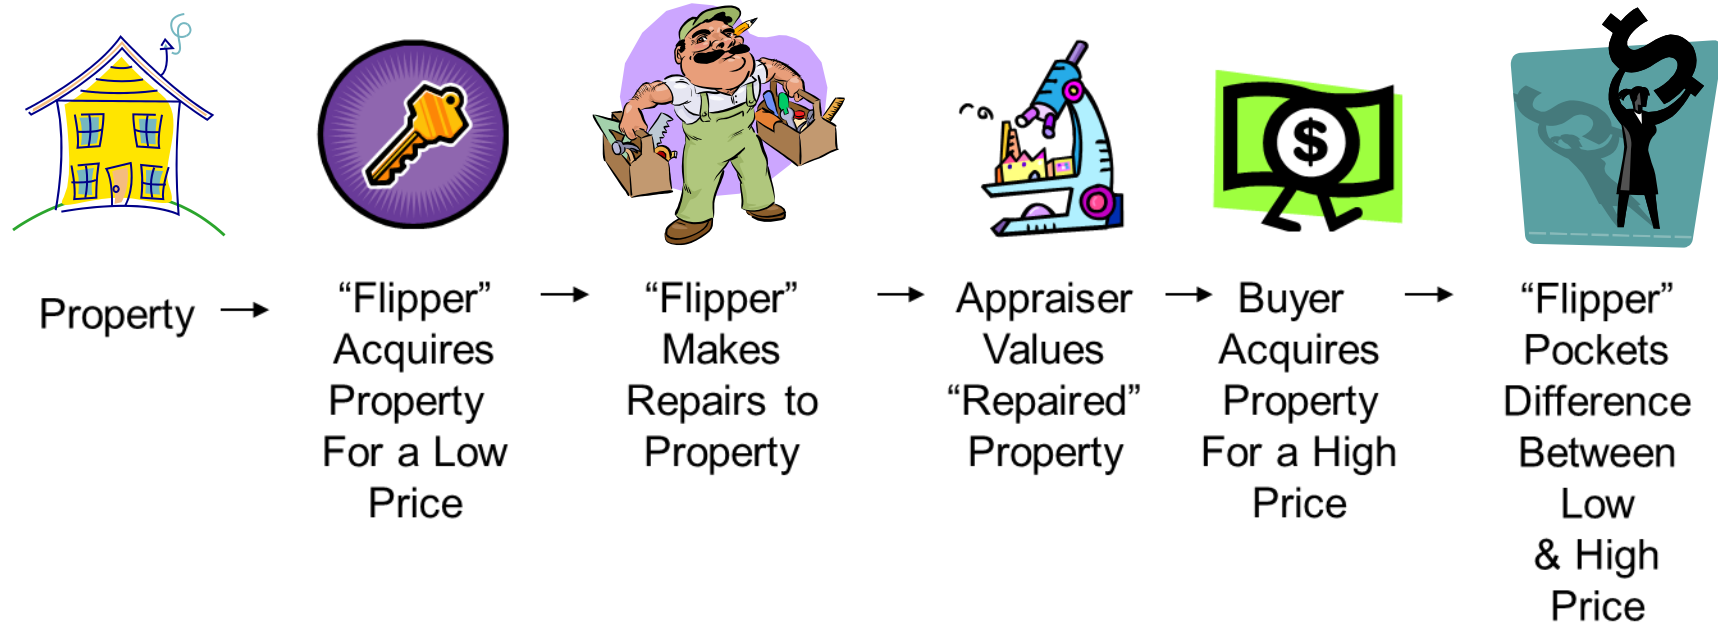 Property
“Flipper”
Acquires
Property
For a Low
Price
“Flipper”
Makes
Repairs to
Property
Appraiser
Values
“Repaired”
Property
Buyer
Acquires
Property
For a High
Price
“Flipper”
Pockets
Difference
Between
Low
& High
Price